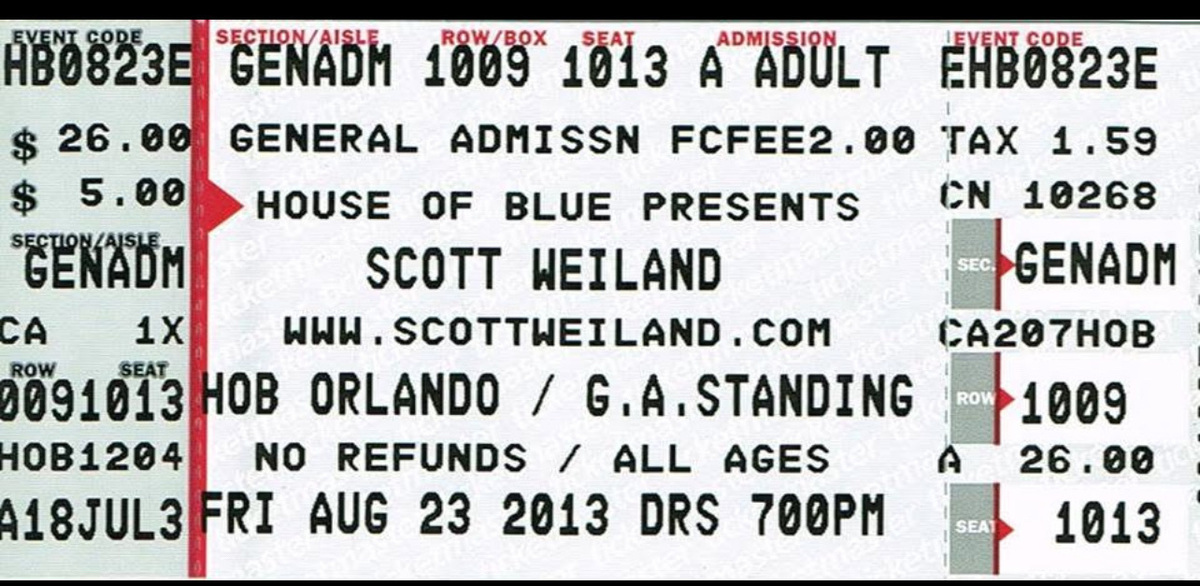 EVENT CODE
HB0823E
$ 26.00
$ 5.00
SECTION/AISLE
GENADM
CA 1X
ROW SEAT
0091013
HOB1204
A18JUL3
SECTION/AISLE ROW/BOX SEAT ADMISSION
GENADM 1009 1013 A ADULT
GENERAL ADMISSN FCFEE2.00
HOUSE OF BLUE PRESENTS
SCOTT WEILAND
WWW.SCOTTWEILAND.COM
HOB ORLANDO / G.A.STANDING
NO REFUNDS / ALL AGES
FRI AUG 23 2013 DRS 700PM
EVENT CODE
EHB0823E
TAX 1.59
CN 10268
SEC. GENADM
CA207HOB
ROW 1009
A 26.00
SEAT 1013